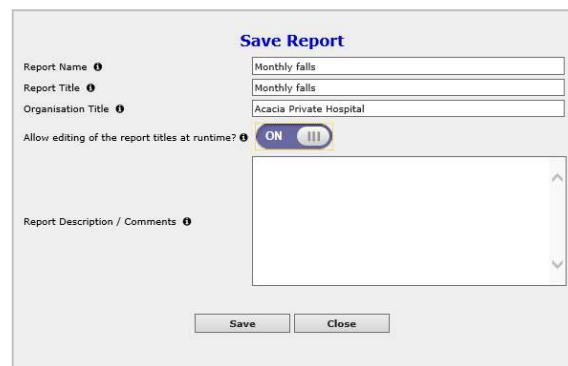 Save Report
Report Name
Monthly falls
Report Title
Monthly falls
Organisation Title
Acacia Private Hospital
Allow editing of the report titles at runtime?
ON
Report Description / Comments
Save
Close